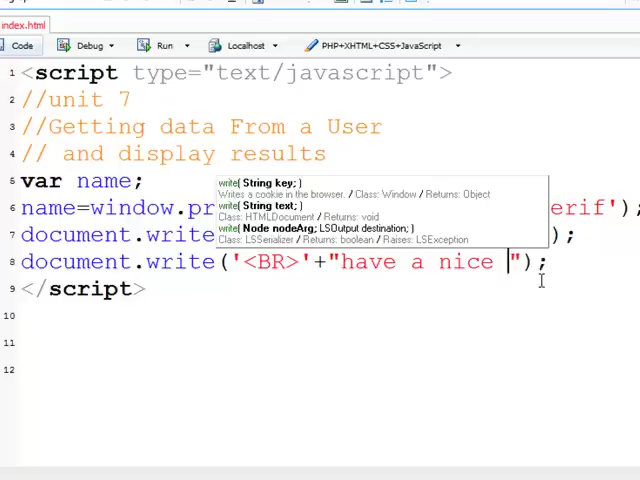 index.html
Code Debug Run Localhost PHP+XHTML+CSS+JavaScript
1 <script type="text/javascript">
2 //unit 7
3 //Getting data From a User
4 // and display results
5 var name;
write( String key; )
Writes a cookie in the browser. / Class: Window / Returns: Object
write( String text; )
Class: HTMLDocument / Returns: void
write( Node nodeArg; LSOutput destination; )
Class: LSSerializer / Returns: boolean / Raises: LSException
6 name=window.pr erif');
7 document.write );
8 document.write('<BR>'+"have a nice ");
9 </script>
10
11
12